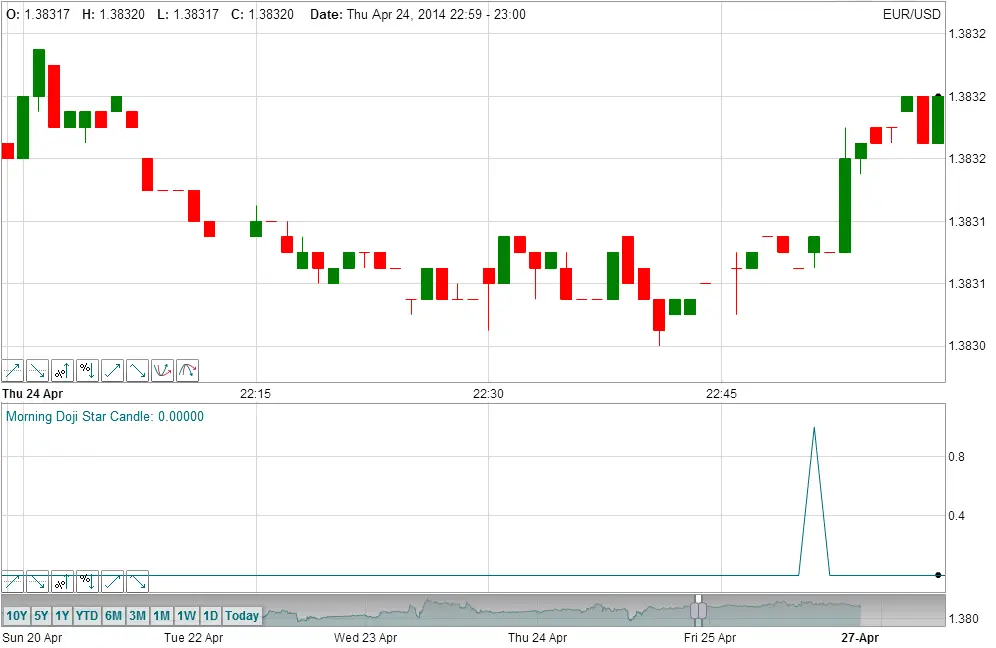 O: 1.38317 H: 1.38320 L: 1.38317 C: 1.38320 Date: Thu Apr 24, 2014 22:59 - 23:00 EUR/USD
1.3832
1.3832
1.3832
1.3831
1.3831
1.3830
Thu 24 Apr 22:15 22:30 22:45
Morning Doji Star Candle: 0.00000
0.8
0.4
10Y 5Y 1Y YTD 6M 3M 1M 1W 1D Today
1.380
Sun 20 Apr Tue 22 Apr Wed 23 Apr Thu 24 Apr Fri 25 Apr 27-Apr